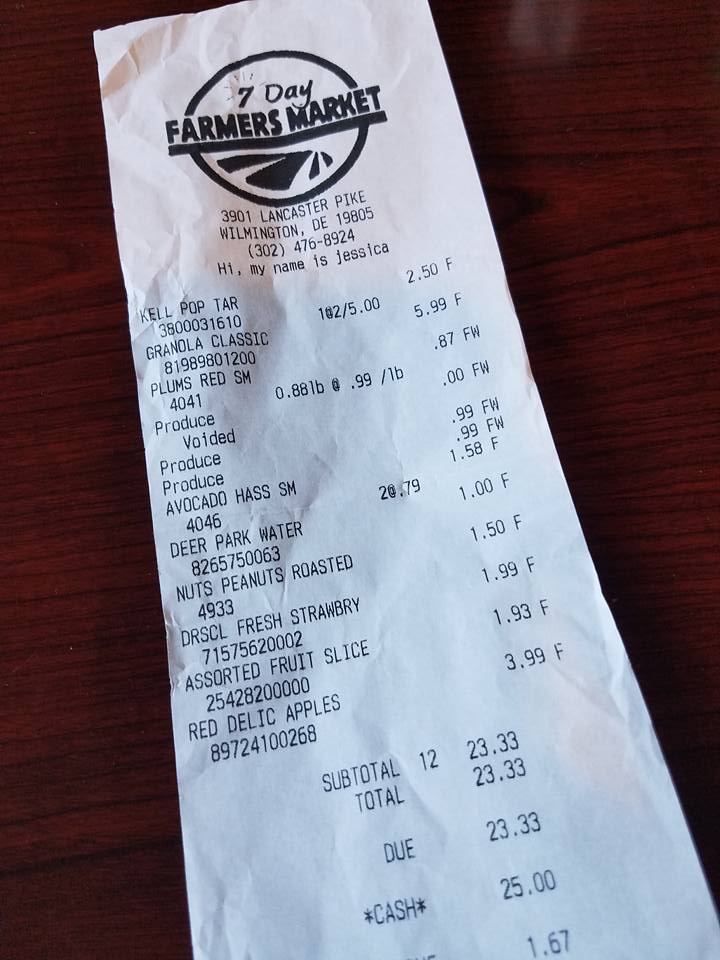 7 Day
FARMERS MARKET
3901 LANCASTER PIKE
WILMINGTON, DE 19805
(302) 476-8924
Hi, my name is jessica
KELL POP TAR 2.50 F
3800031610 1@2/5.00
GRANOLA CLASSIC 5.99 F
81989801200
PLUMS RED SM .87 FW
4041 0.88lb @ .99 /lb
Produce .00 FW
Voided
Produce .99 FW
Produce .99 FW
AVOCADO HASS SM 1.58 F
4046 2@.79
DEER PARK WATER 1.00 F
8265750063
NUTS PEANUTS ROASTED 1.50 F
4933
DRSCL FRESH STRAWBRY 1.99 F
71575620002
ASSORTED FRUIT SLICE 1.93 F
25428200000
RED DELIC APPLES 3.99 F
89724100268
SUBTOTAL 12 23.33
TOTAL 23.33
DUE 23.33
*CASH* 25.00
1.67